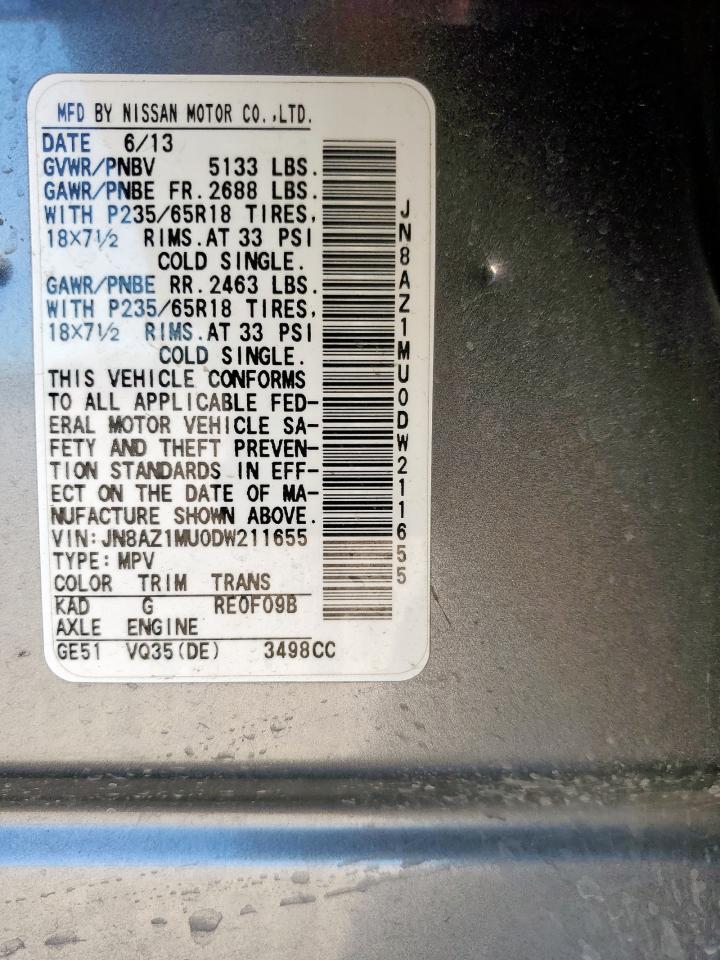 MFD BY NISSAN MOTOR CO.,LTD.
DATE 6/13
GVWR/PNBV 5133 LBS.
GAWR/PNBE FR.2688 LBS.
WITH P235/65R18 TIRES,
18×7½ RIMS.AT 33 PSI
COLD SINGLE.
GAWR/PNBE RR.2463 LBS.
WITH P235/65R18 TIRES,
18×7½ RIMS.AT 33 PSI
COLD SINGLE.
THIS VEHICLE CONFORMS
TO ALL APPLICABLE FED-
ERAL MOTOR VEHICLE SA-
FETY AND THEFT PREVEN-
TION STANDARDS IN EFF-
ECT ON THE DATE OF MA-
NUFACTURE SHOWN ABOVE.
VIN:JN8AZ1MU0DW211655
TYPE:MPV
COLOR TRIM TRANS
KAD G RE0F09B
AXLE ENGINE
GE51 VQ35(DE) 3498CC
JN8AZ1MU0DW211655